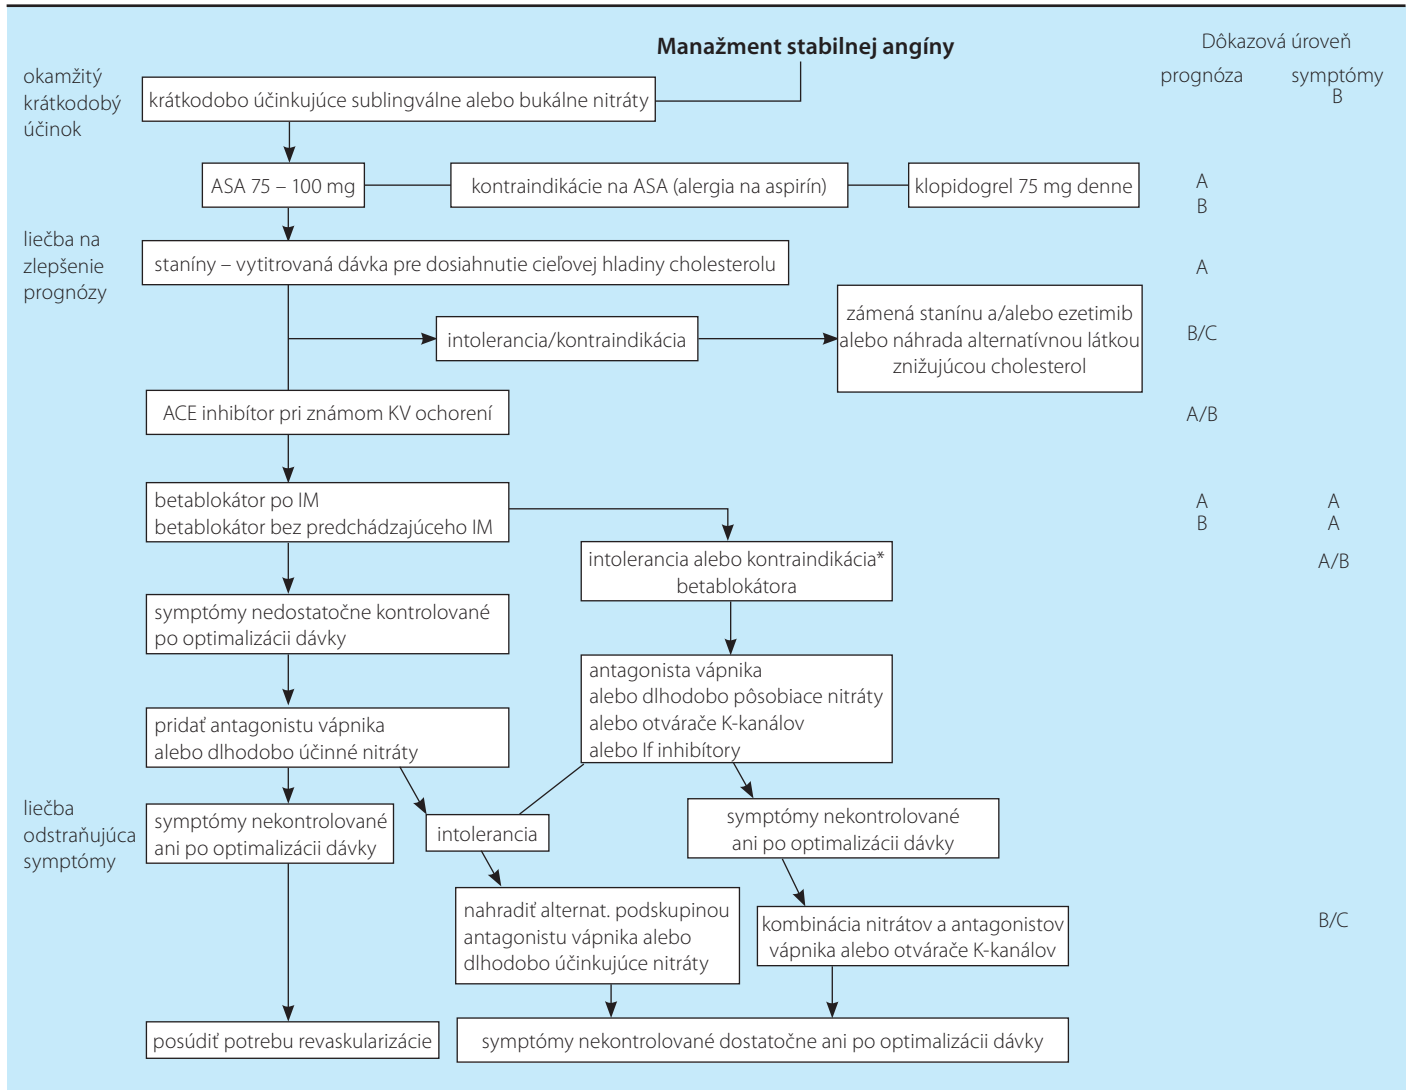 Manažment stabilnej angíny
Dôkazová úroveň
prognóza
symptómy
okamžitý
krátkodobý
účinok
krátkodobo účinkujúce sublingválne alebo bukálne nitráty
B
ASA 75 – 100 mg
kontraindikácie na ASA (alergia na aspirín)
klopidogrel 75 mg denne
A
B
liečba na
zlepšenie
prognózy
staníny – vytitrovaná dávka pre dosiahnutie cieľovej hladiny cholesterolu
A
intolerancia/kontraindikácia
zámená stanínu a/alebo ezetimib
alebo náhrada alternatívnou látkou
znižujúcou cholesterol
B/C
ACE inhibítor pri známom KV ochorení
A/B
betablokátor po IM
betablokátor bez predchádzajúceho IM
A
A
B
A
intolerancia alebo kontraindikácia*
betablokátora
A/B
symptómy nedostatočne kontrolované
po optimalizácii dávky
antagonista vápnika
alebo dlhodobo pôsobiace nitráty
alebo otvárače K-kanálov
alebo If inhibítory
pridať antagonistu vápnika
alebo dlhodobo účinné nitráty
liečba
odstraňujúca
symptómy
symptómy nekontrolované
ani po optimalizácii dávky
intolerancia
symptómy nekontrolované
ani po optimalizácii dávky
nahradiť alternat. podskupinou
antagonistu vápnika alebo
dlhodobo účinkujúce nitráty
kombinácia nitrátov a antagonistov
vápnika alebo otvárače K-kanálov
B/C
posúdiť potrebu revaskularizácie
symptómy nekontrolované dostatočne ani po optimalizácii dávky